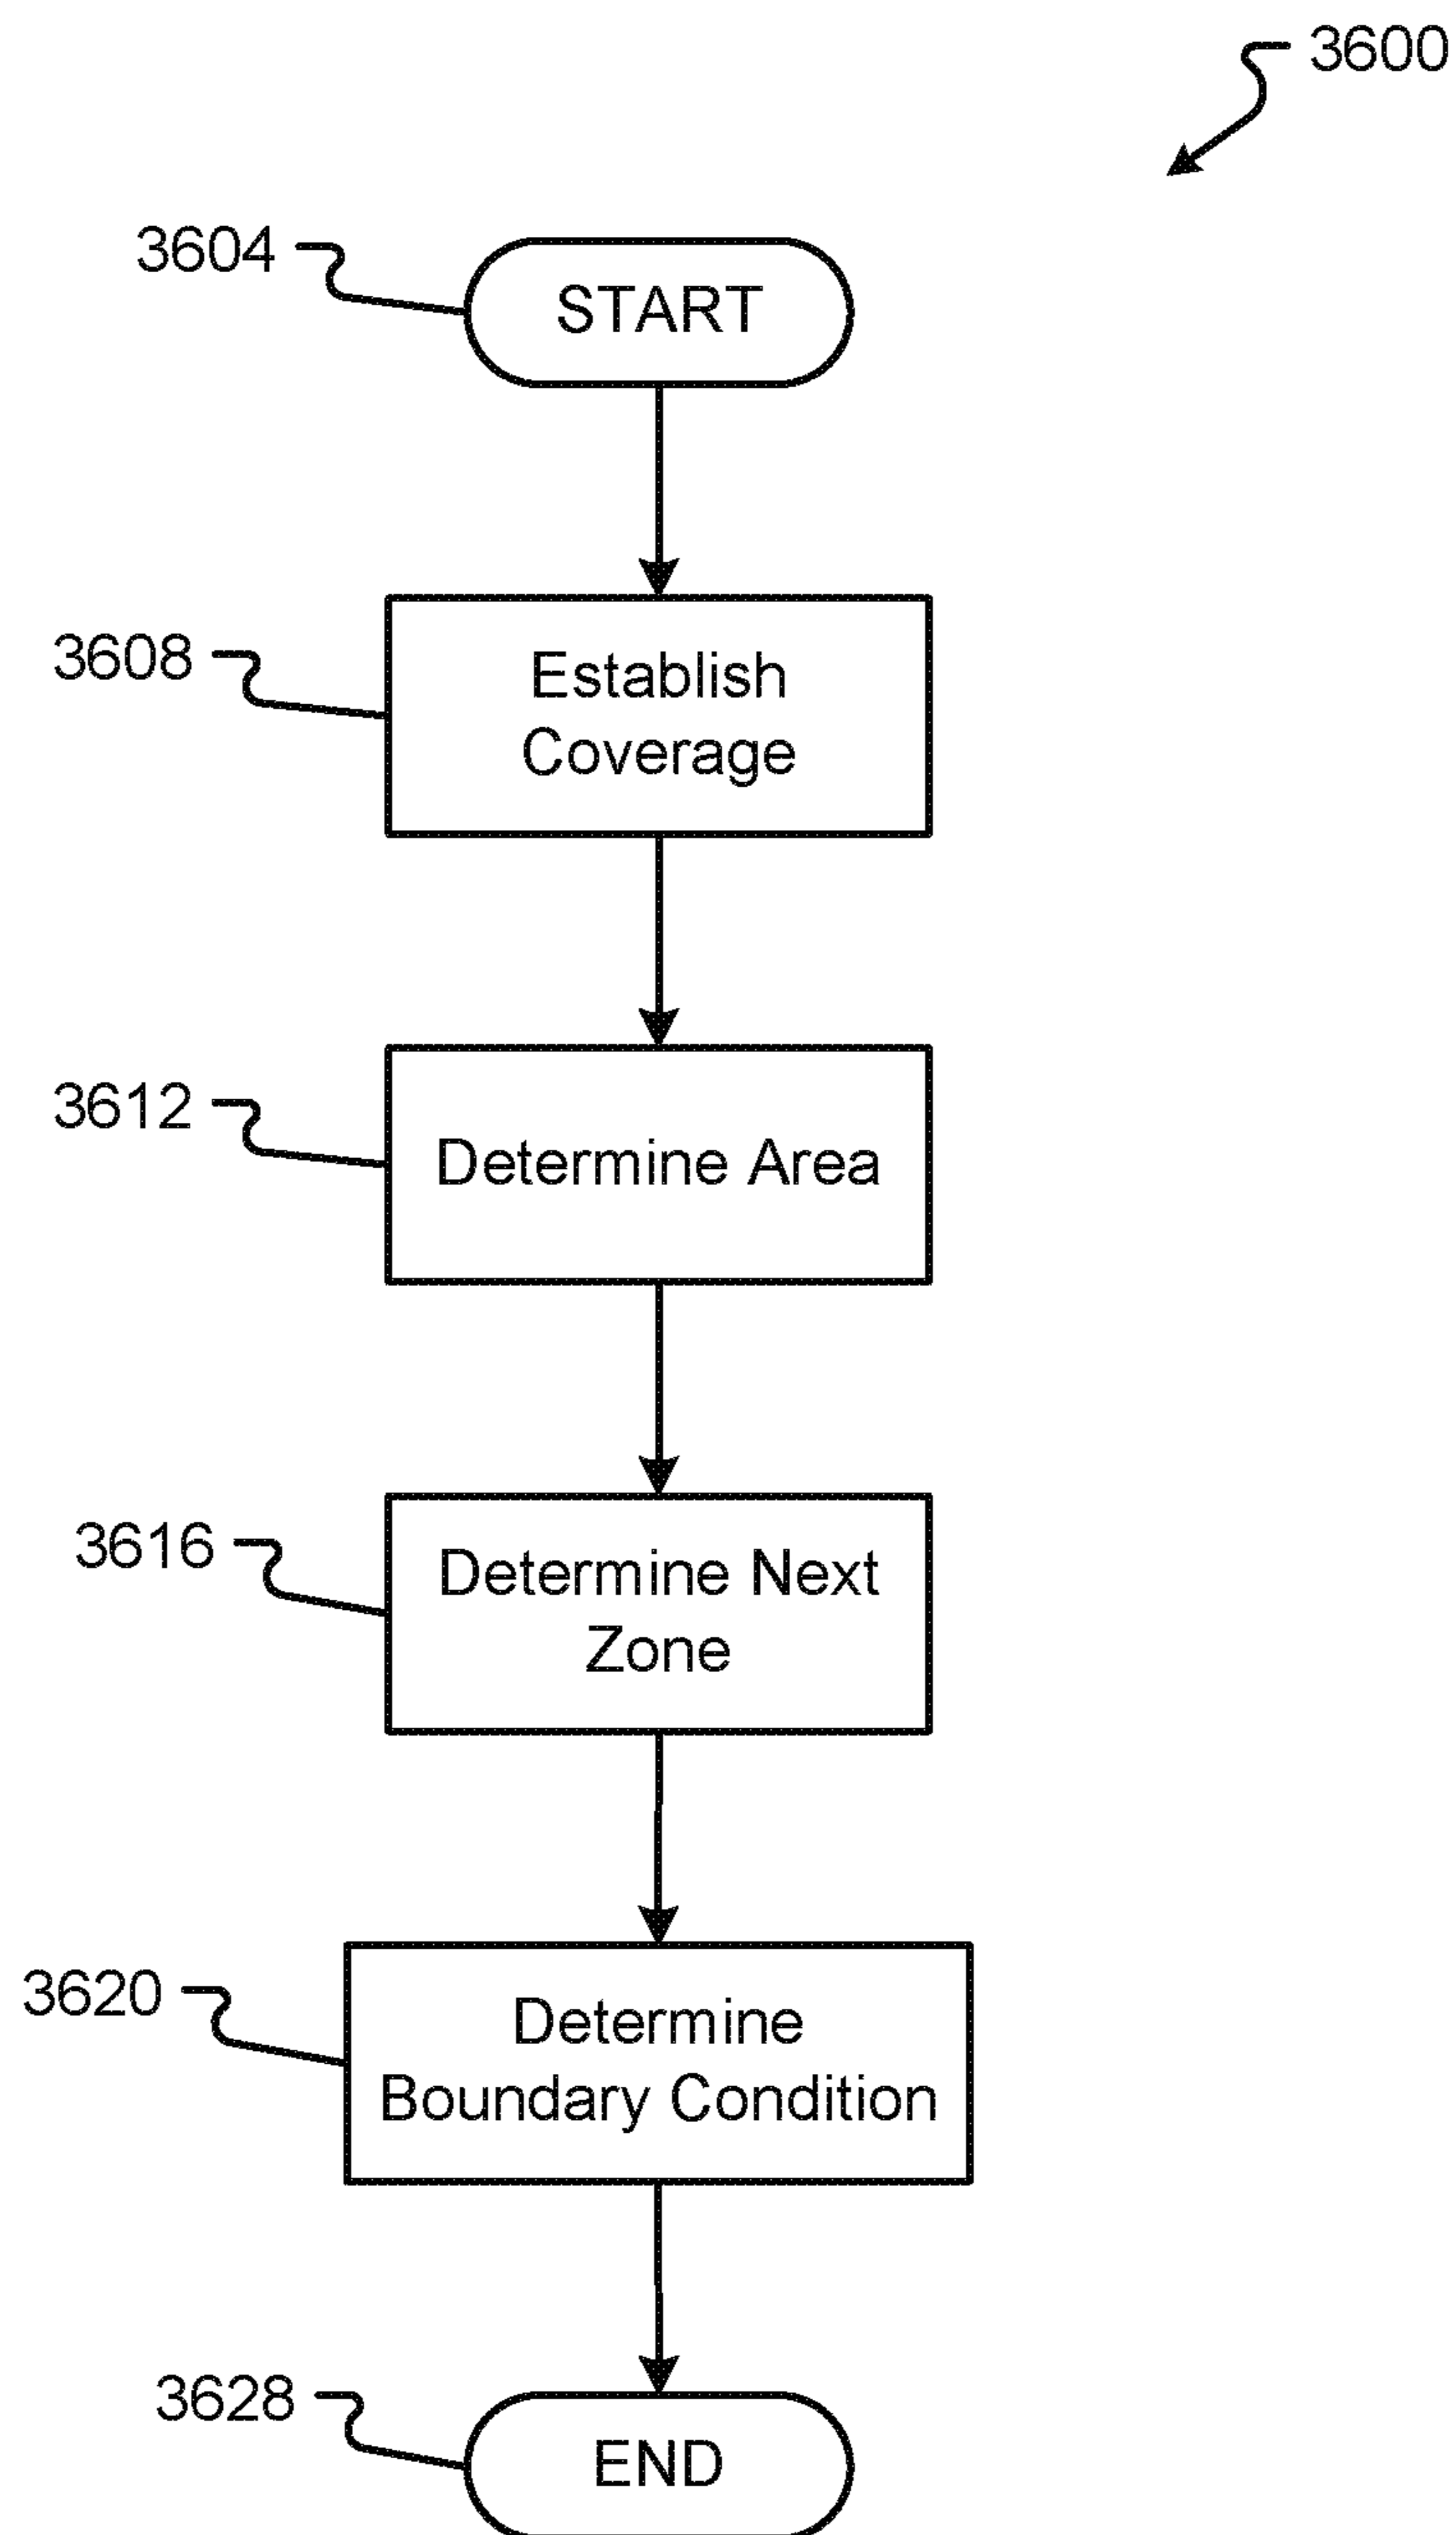 3600
3604
START
3608
Establish
Coverage
3612
Determine Area
3616
Determine Next
Zone
3620
Determine
Boundary Condition
3628
END